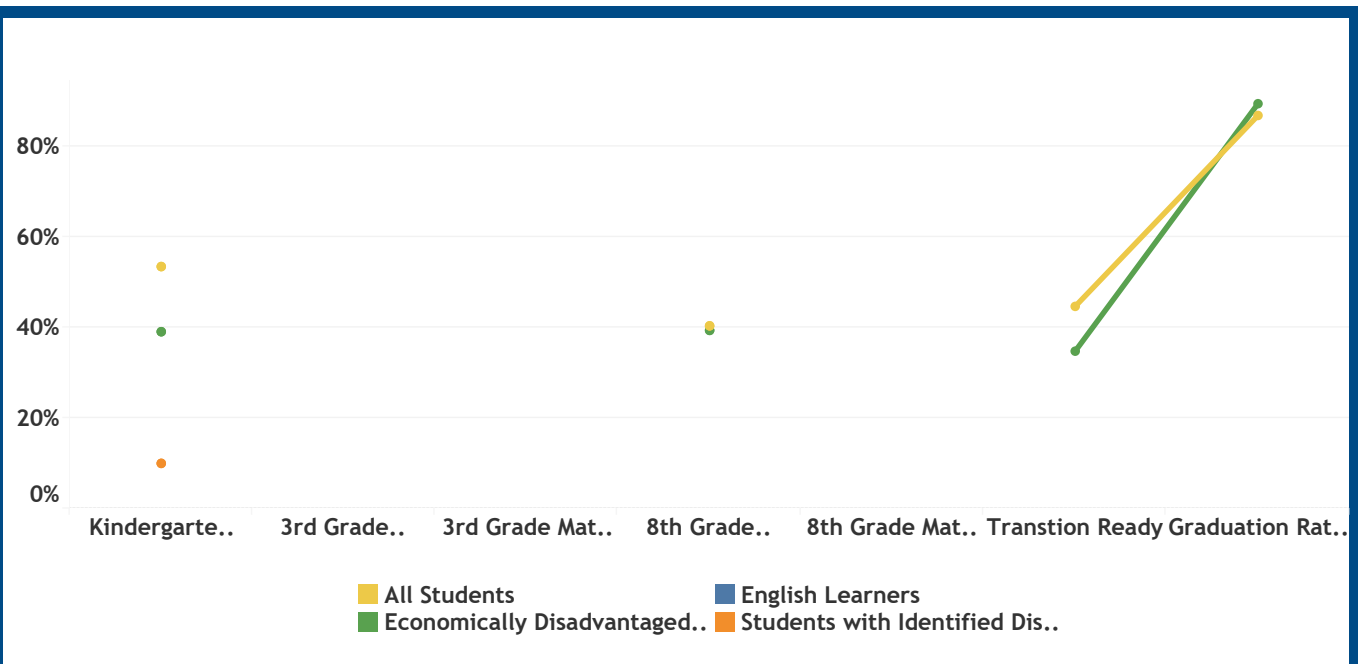 80%
60%
40%
20%
0%
Kindergarte.. 3rd Grade.. 3rd Grade Mat.. 8th Grade.. 8th Grade Mat.. Transtion Ready Graduation Rat..
All Students English Learners
Economically Disadvantaged.. Students with Identified Dis..